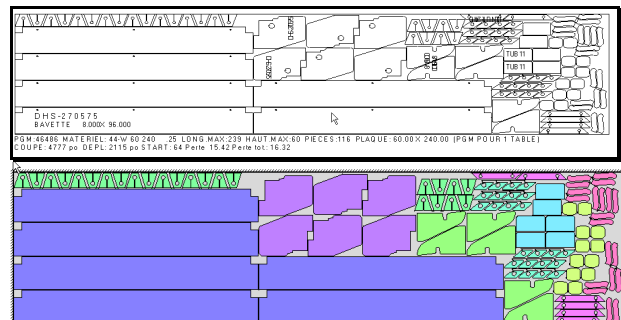 TUB 11
TUB 11
DHS-270575
BAVETTE 8.000X 96.000
PGM:46486 MATERIEL: 44-W 60 240 .25 LONG.MAX:239 HAUT.MAX:60 PIECES:116 PLAQUE:60.00X 240.00 (PGM POUR 1 TABLE)
COUPE:4777 po DEPL:2115 po START:64 Perte 15.42 Perte tot.: 16.32